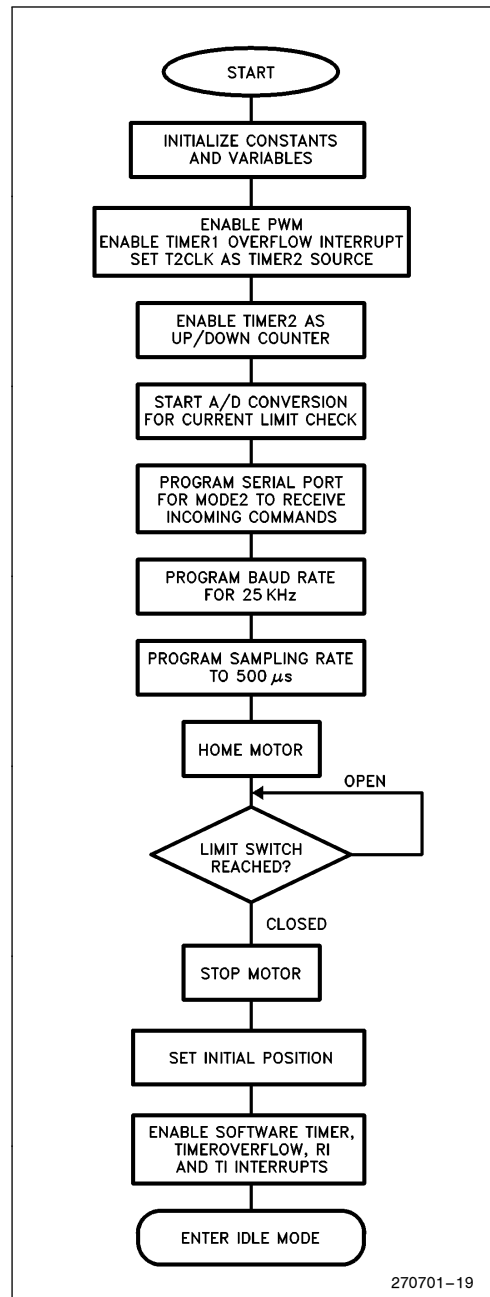 START
INITIALIZE CONSTANTS
AND VARIABLES
ENABLE PWM
ENABLE TIMER1 OVERFLOW INTERRUPT
SET T2CLK AS TIMER2 SOURCE
ENABLE TIMER2 AS
UP/DOWN COUNTER
START A/D CONVERSION
FOR CURRENT LIMIT CHECK
PROGRAM SERIAL PORT
FOR MODE2 TO RECEIVE
INCOMING COMMANDS
PROGRAM BAUD RATE
FOR 25 KHz
PROGRAM SAMPLING RATE
TO 500 μs
HOME MOTOR
OPEN
LIMIT SWITCH
REACHED?
CLOSED
STOP MOTOR
SET INITIAL POSITION
ENABLE SOFTWARE TIMER,
TIMEROVERFLOW, RI
AND TI INTERRUPTS
ENTER IDLE MODE
270701–19